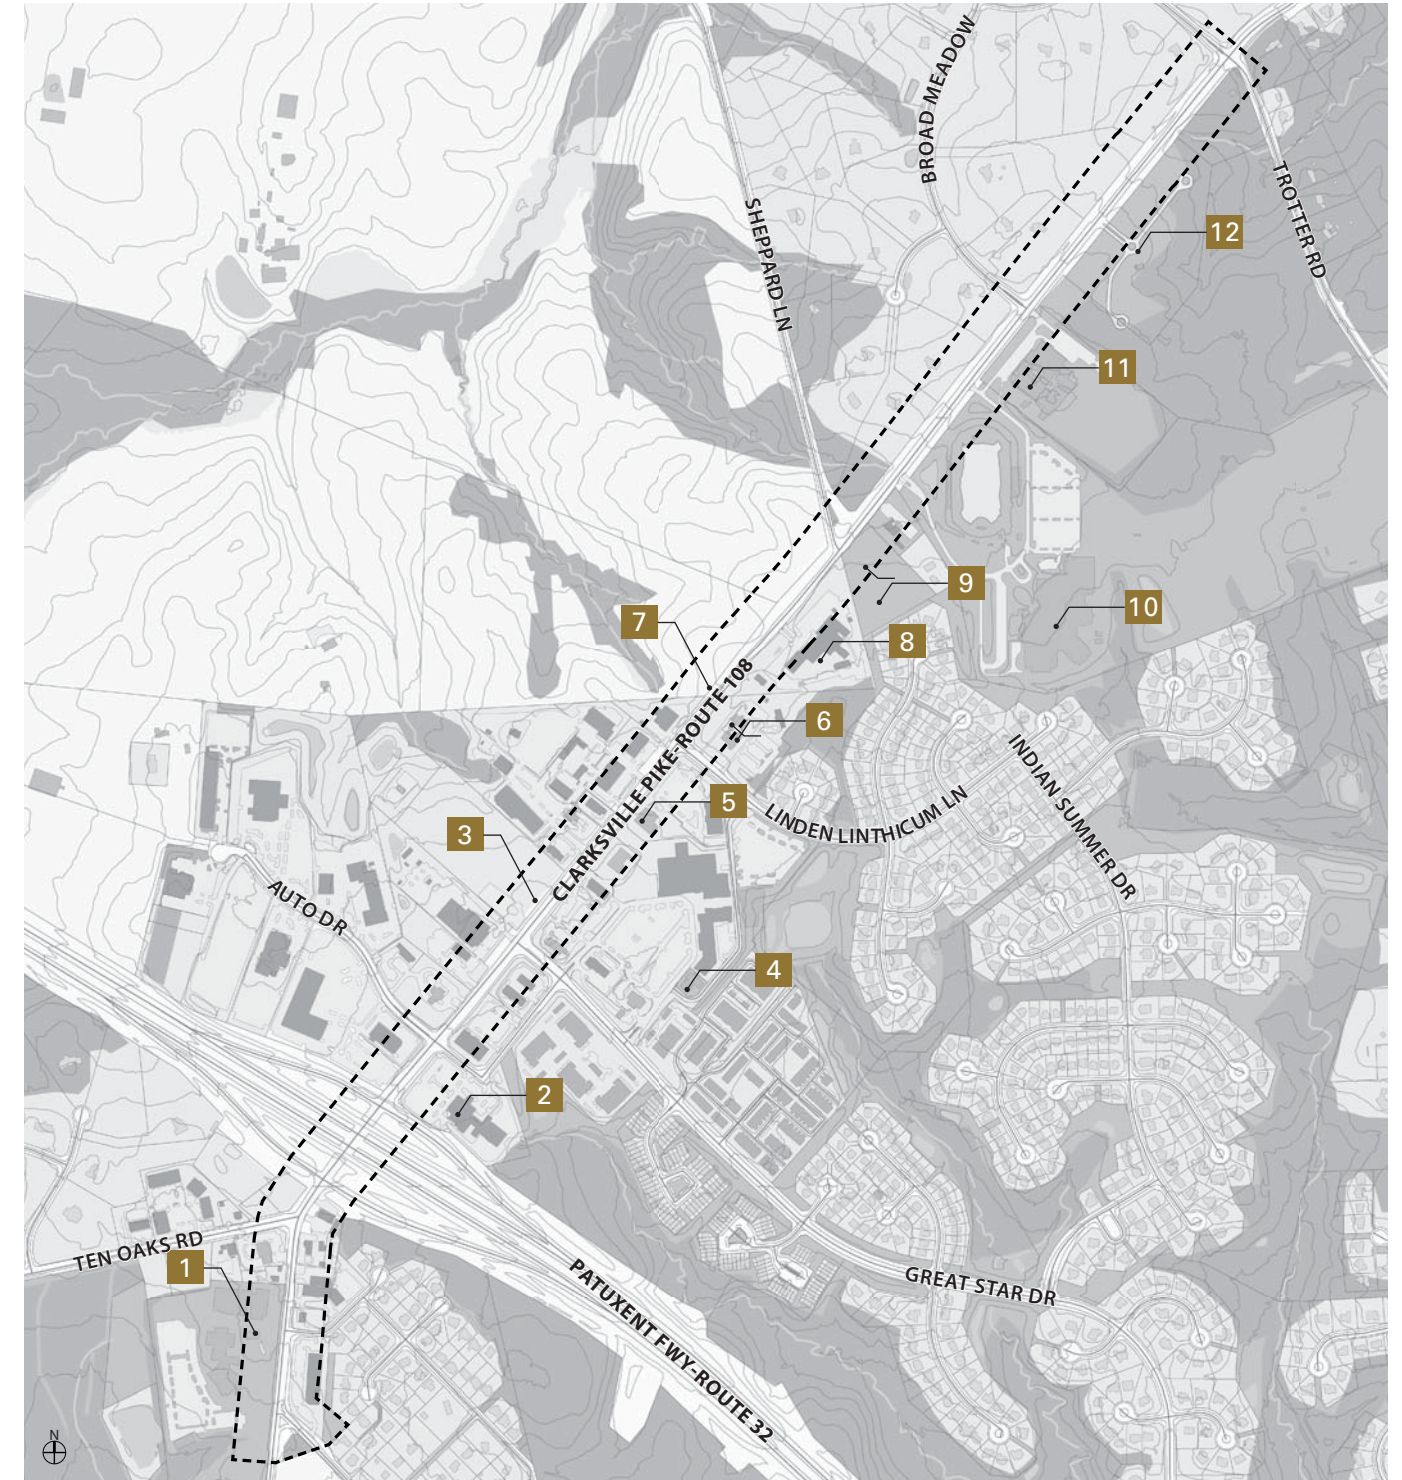 BROAD MEADOW
TROTTER RD
SHEPPARD LN
12
11
9
10
7
8
6
CLARKSVILLE PIKE-ROUTE 108
INDIAN SUMMER DR
5
LINDEN LINTHICUM LN
3
AUTO DR
4
2
TEN OAKS RD
1
PATUXENT FWY-ROUTE 32
GREAT STAR DR
N